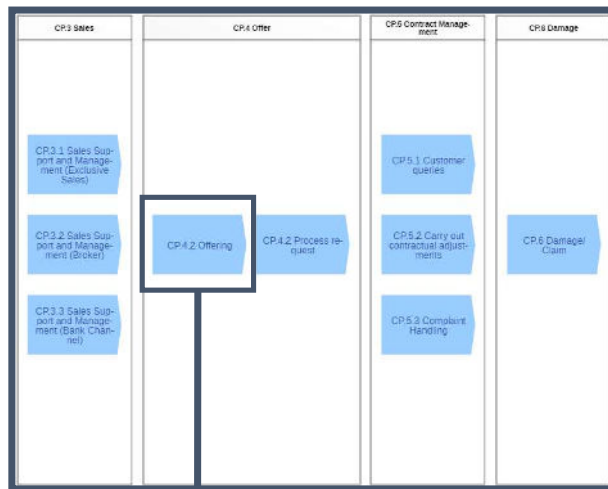 CP.3 Sales
CP.4 Offer
CP.5 Contract Manage-
ment
CP.6 Damage
CP.3.1 Sales Sup-
port and Manage-
ment (Exclusive
Sales)
CP.3.2 Sales Sup-
port and Manage-
ment (Broker)
CP.3.3 Sales Sup-
port and Manage-
ment (Bank Chan-
nel)
CP.4.2 Offering
CP.4.2 Process re-
quest
CP.5.1 Customer
queries
CP.5.2 Carry out
contractual adjust-
ments
CP.5.3 Complaint
Handling
CP.6 Damage/
Claim